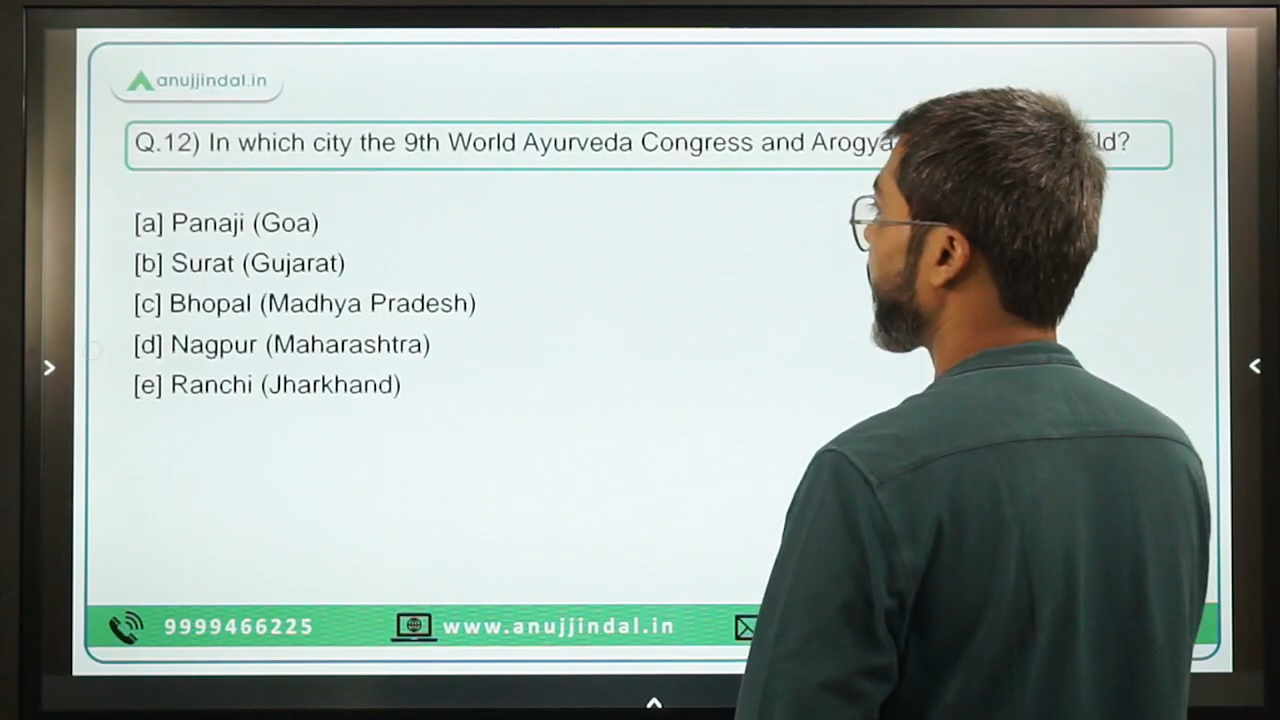 anujjindal.in
Q.12) In which city the 9th World Ayurveda Congress and Arogya
[a] Panaji (Goa)
[b] Surat (Gujarat)
[c] Bhopal (Madhya Pradesh)
[d] Nagpur (Maharashtra)
[e] Ranchi (Jharkhand)
9999466225 www.anujjindal.in